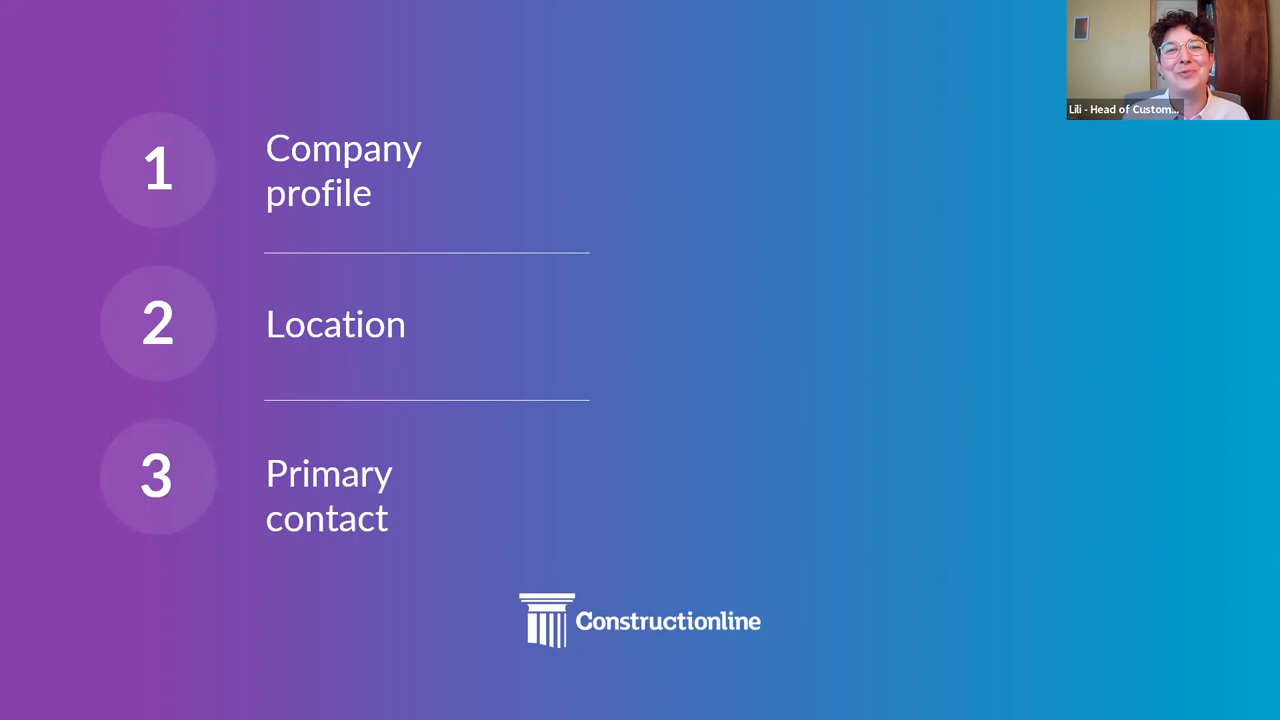 1
Company
profile
2
Location
3
Primary
contact
Constructionline
Lili - Head of Custom...